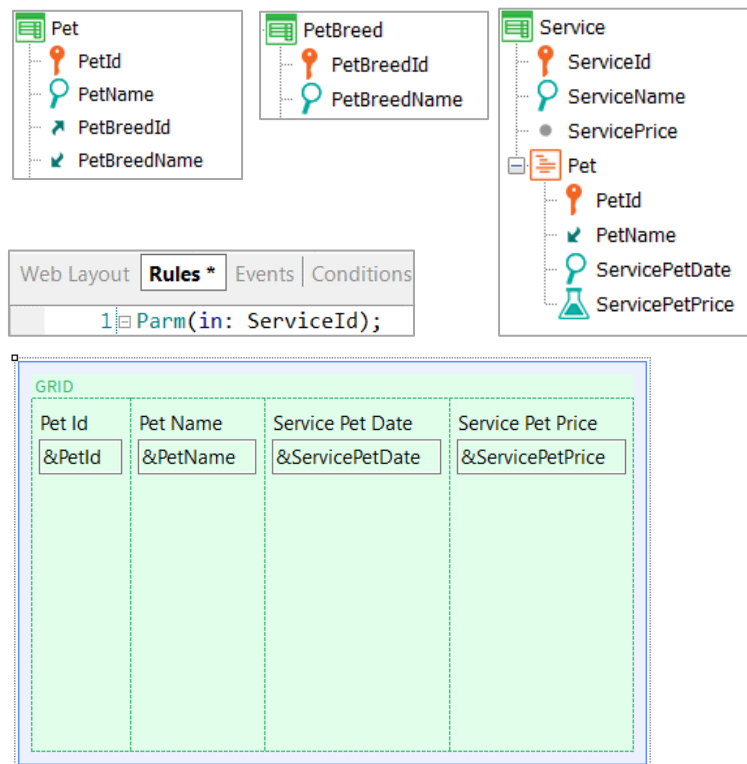 Pet
PetId
PetName
PetBreedId
PetBreedName
PetBreed
PetBreedId
PetBreedName
Service
ServiceId
ServiceName
ServicePrice
Pet
PetId
PetName
ServicePetDate
ServicePetPrice
Web Layout Rules * Events Conditions
1 Parm(in: ServiceId);
GRID
Pet Id Pet Name Service Pet Date Service Pet Price
&PetId &PetName &ServicePetDate &ServicePetPrice